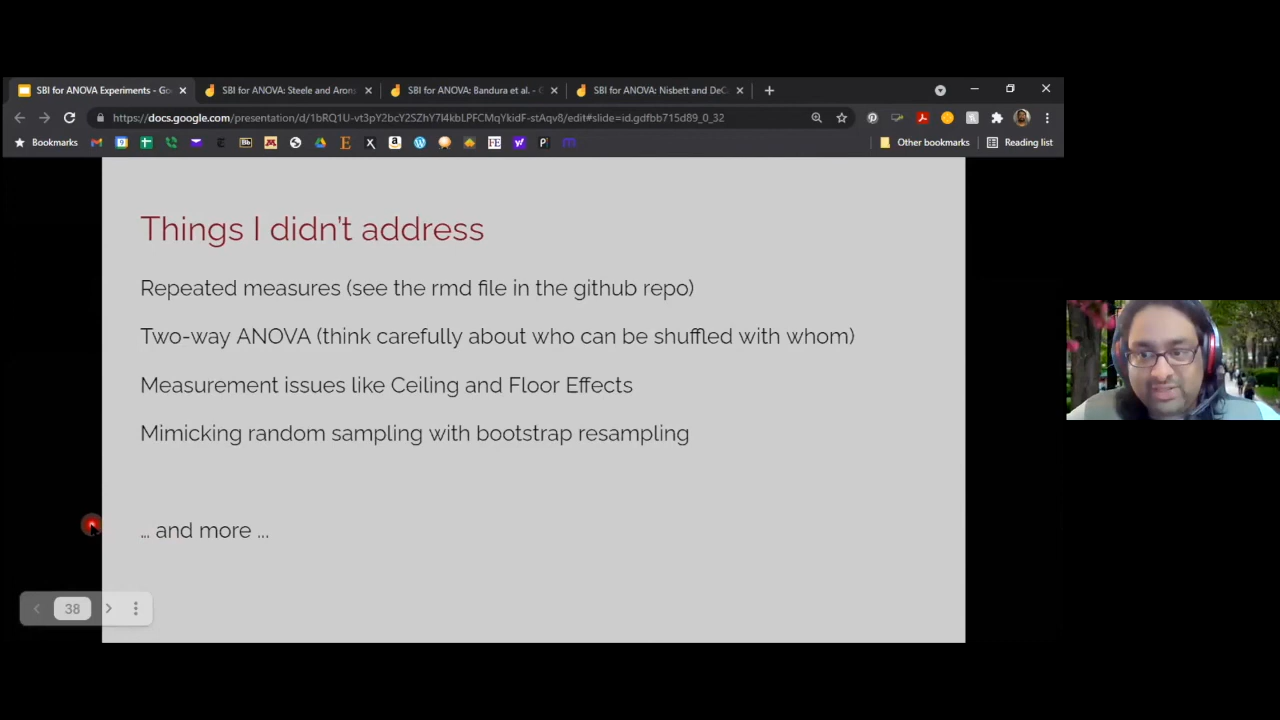 SBI for ANOVA Experiments - Go
SBI for ANOVA: Steele and Aron
SBI for ANOVA: Bandura et al. - G
SBI for ANOVA: Nisbett and DeC
https://docs.google.com/presentation/d/1bRQ1U-vt3pY2bcY2SZhY7I4kbLPFCMqYkidF-stAqv8/edit#slide=id.gdfbb715d89_0_32
Bookmarks
Other bookmarks
Reading list
Things I didn't address
Repeated measures (see the rmd file in the github repo)
Two-way ANOVA (think carefully about who can be shuffled with whom)
Measurement issues like Ceiling and Floor Effects
Mimicking random sampling with bootstrap resampling
... and more ...
38